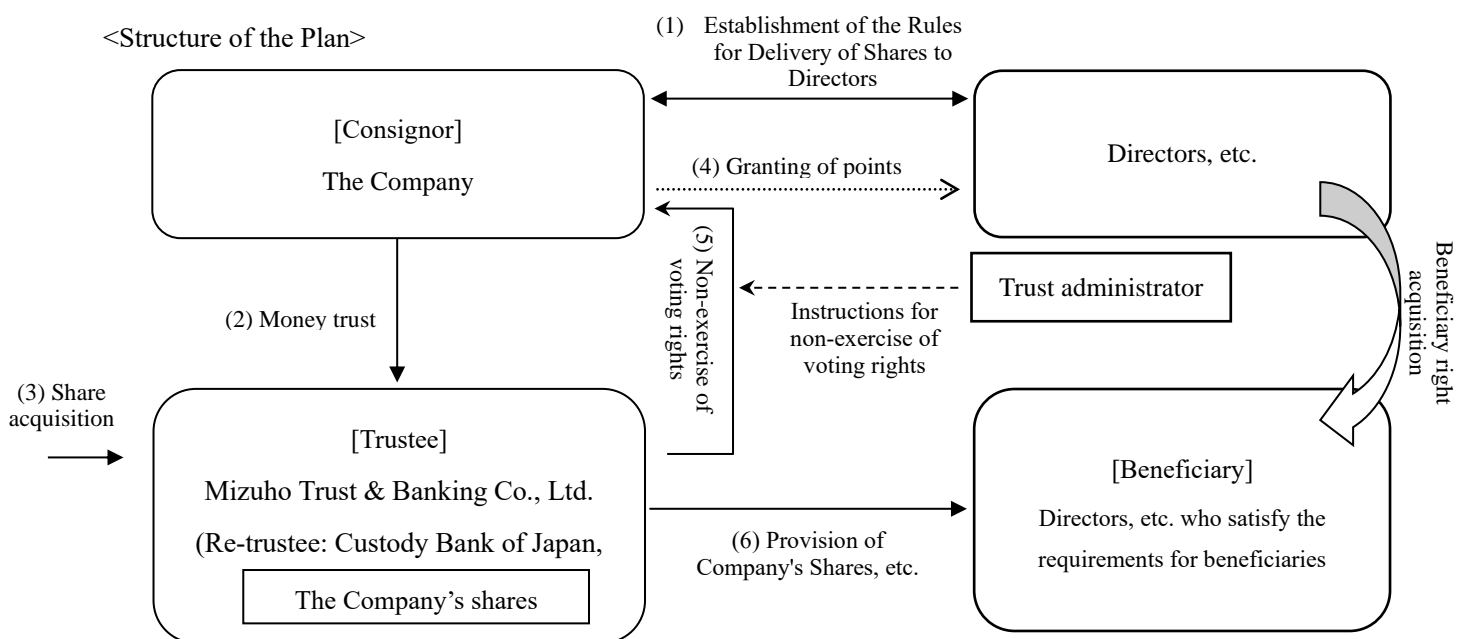 <Structure of the Plan>
(1) Establishment of the Rules
for Delivery of Shares to
Directors
[Consignor]
The Company
Directors, etc.
(4) Granting of points
(5) Non-exercise of
voting rights
Trust administrator
Instructions for
non-exercise of
voting rights
Beneficiary right
acquisition
(2) Money trust
(3) Share
acquisition
[Trustee]
Mizuho Trust & Banking Co., Ltd.
(Re-trustee: Custody Bank of Japan,
The Company’s shares
(6) Provision of
Company's Shares, etc.
[Beneficiary]
Directors, etc. who satisfy the
requirements for beneficiaries